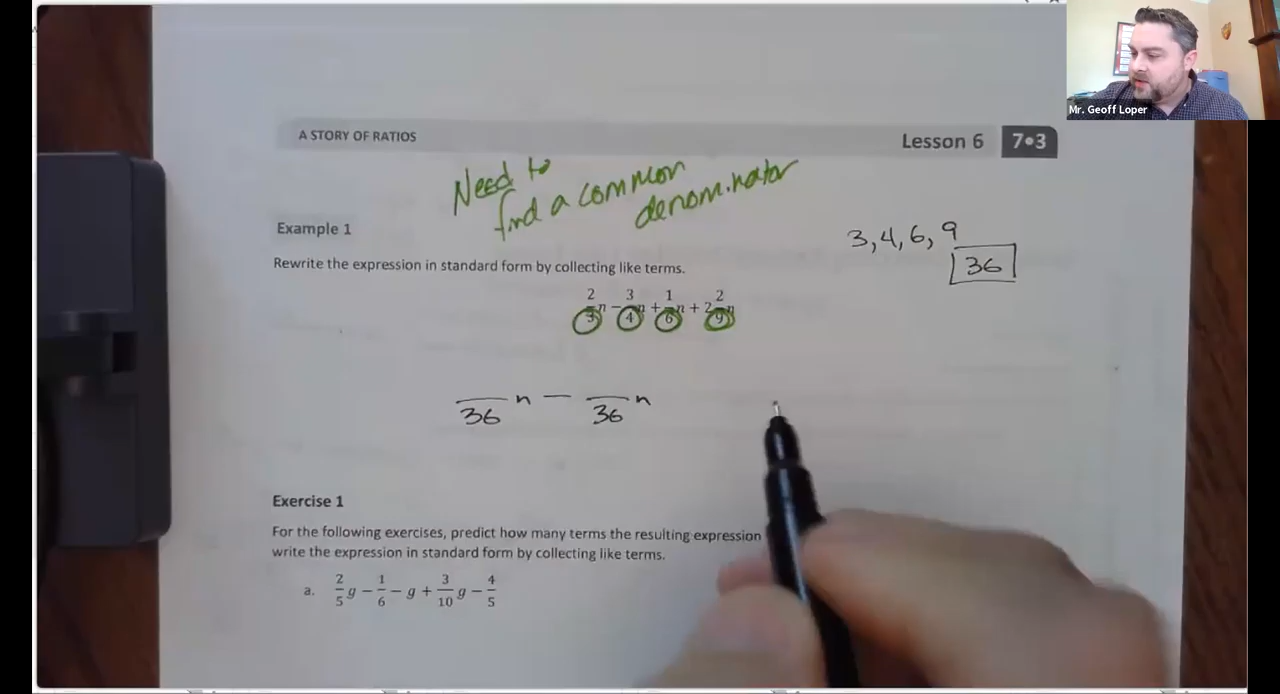 Mr. Geoff Loper
A STORY OF RATIOS
Lesson 6
7•3
Need to
find a common
denominator
Example 1
3, 4, 6, 9
36
Rewrite the expression in standard form by collecting like terms.
2/3 n − 3/4 n + 1/6 n + 2 2/9 n
/36 n − /36 n
Exercise 1
For the following exercises, predict how many terms the resulting expression
write the expression in standard form by collecting like terms.
a. 2/5 g − 1/6 − g + 3/10 g − 4/5